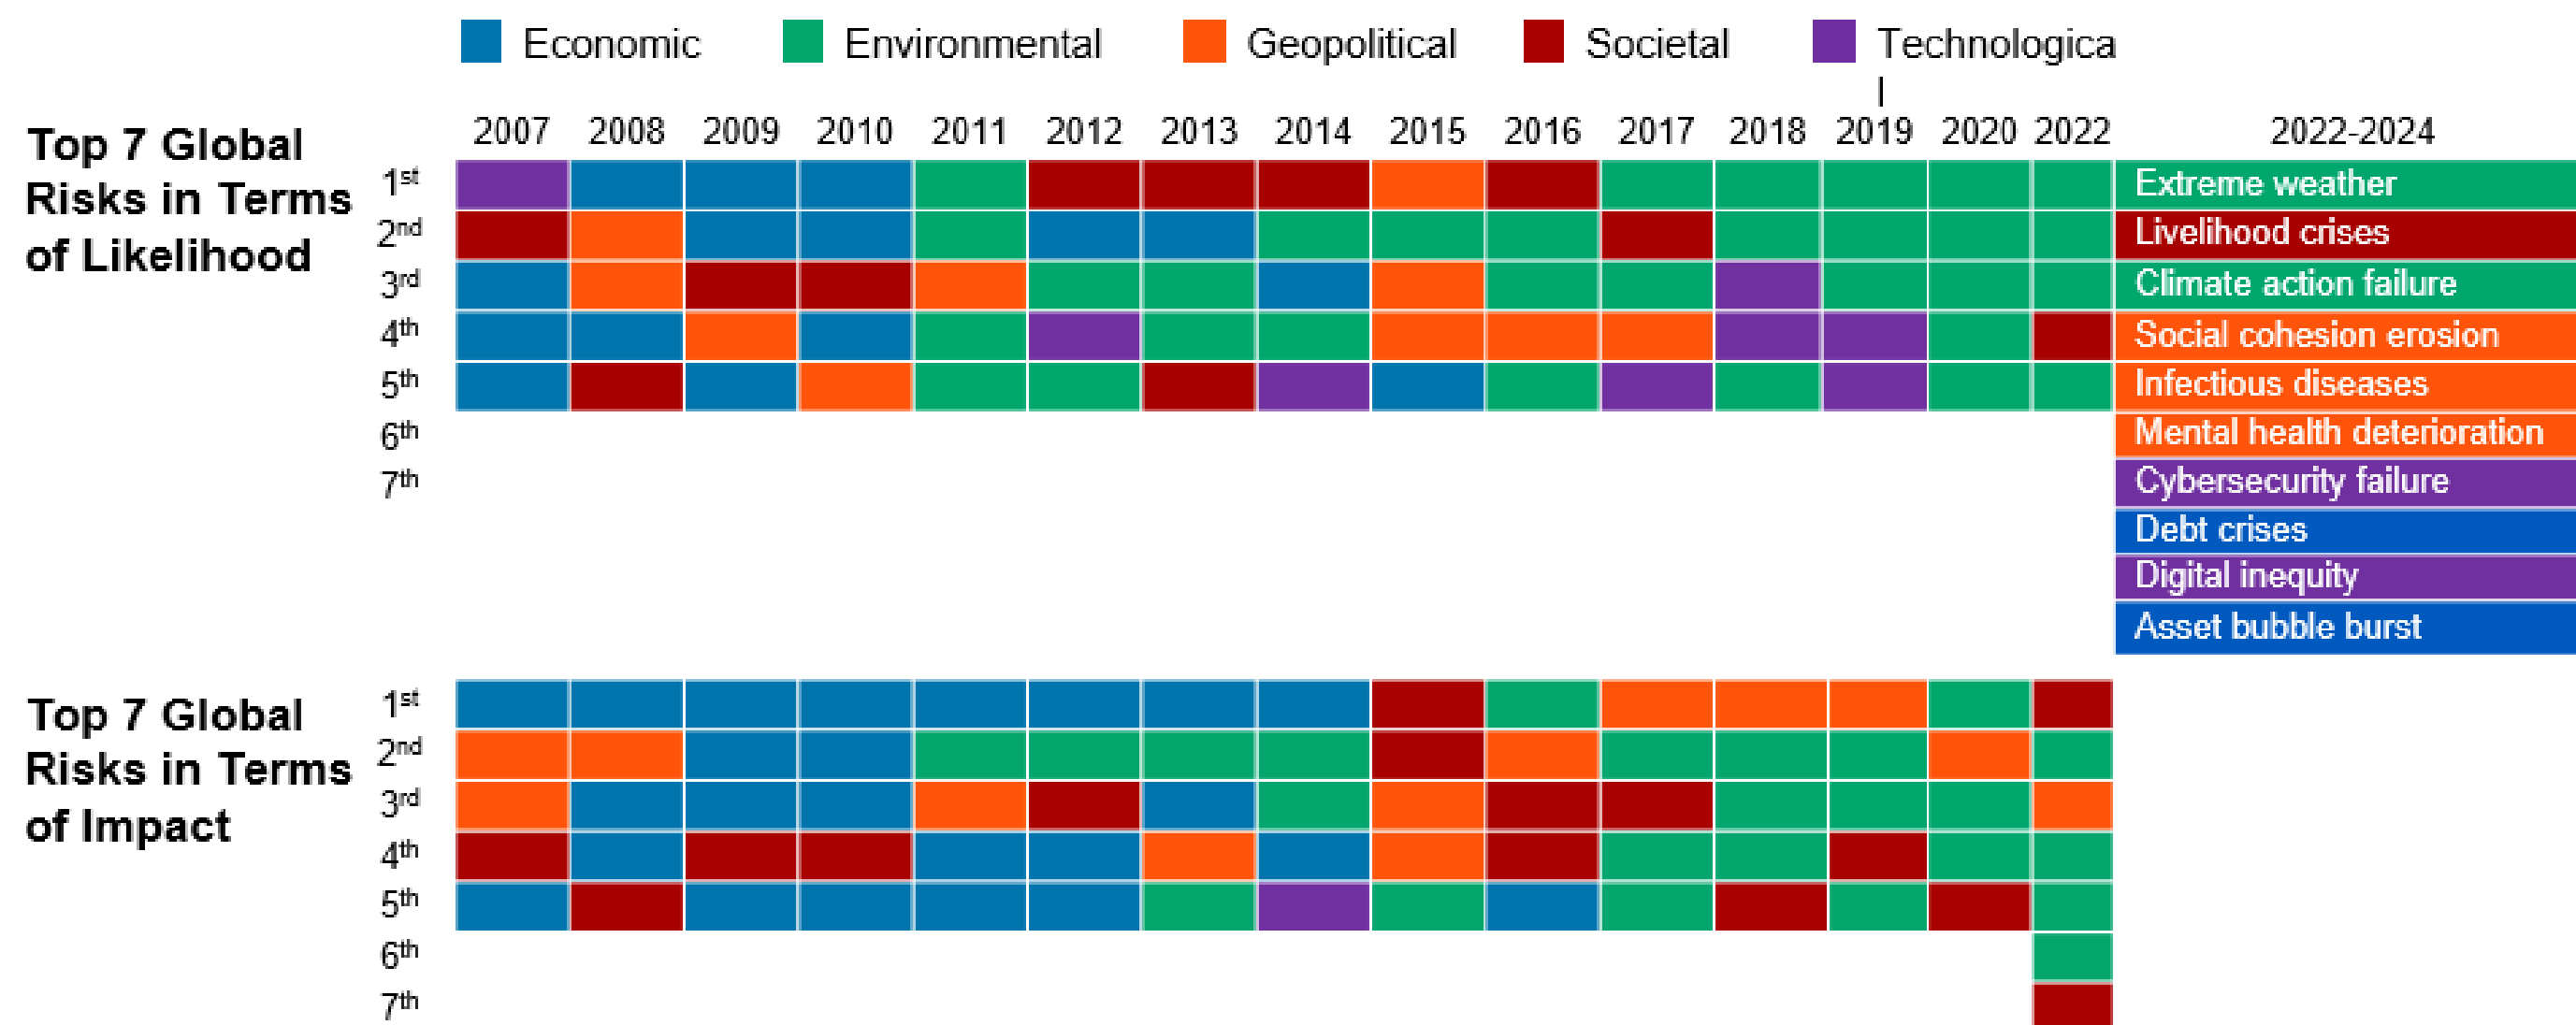 Economic Environmental Geopolitical Societal Technologica
l
2007 2008 2009 2010 2011 2012 2013 2014 2015 2016 2017 2018 2019 2020 2022 2022-2024
Top 7 Global
Risks in Terms
of Likelihood
1st
2nd
3rd
4th
5th
6th
7th
Extreme weather
Livelihood crises
Climate action failure
Social cohesion erosion
Infectious diseases
Mental health deterioration
Cybersecurity failure
Debt crises
Digital inequity
Asset bubble burst
Top 7 Global
Risks in Terms
of Impact
1st
2nd
3rd
4th
5th
6th
7th